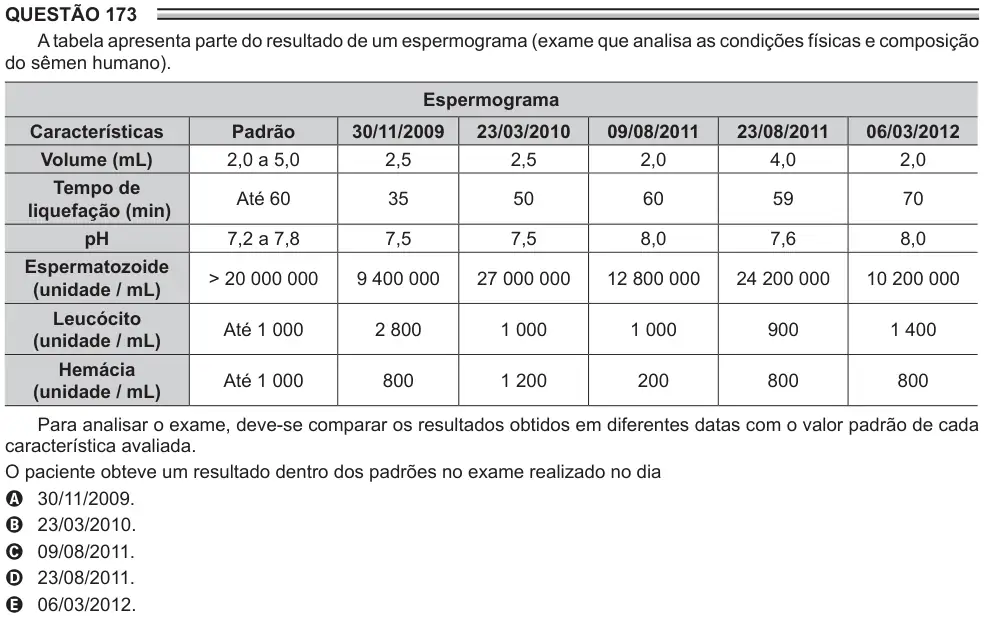 QUESTÃO 173
A tabela apresenta parte do resultado de um espermograma (exame que analisa as condições físicas e composição
do sêmen humano).
Espermograma
Características Padrão 30/11/2009 23/03/2010 09/08/2011 23/08/2011 06/03/2012
Volume (mL) 2,0 a 5,0 2,5 2,5 2,0 4,0 2,0
Tempo de
liquefação (min) Até 60 35 50 60 59 70
pH 7,2 a 7,8 7,5 7,5 8,0 7,6 8,0
Espermatozoide
(unidade / mL) > 20 000 000 9 400 000 27 000 000 12 800 000 24 200 000 10 200 000
Leucócito
(unidade / mL) Até 1 000 2 800 1 000 1 000 900 1 400
Hemácia
(unidade / mL) Até 1 000 800 1 200 200 800 800
Para analisar o exame, deve-se comparar os resultados obtidos em diferentes datas com o valor padrão de cada
característica avaliada.
O paciente obteve um resultado dentro dos padrões no exame realizado no dia
A 30/11/2009.
B 23/03/2010.
C 09/08/2011.
D 23/08/2011.
E 06/03/2012.